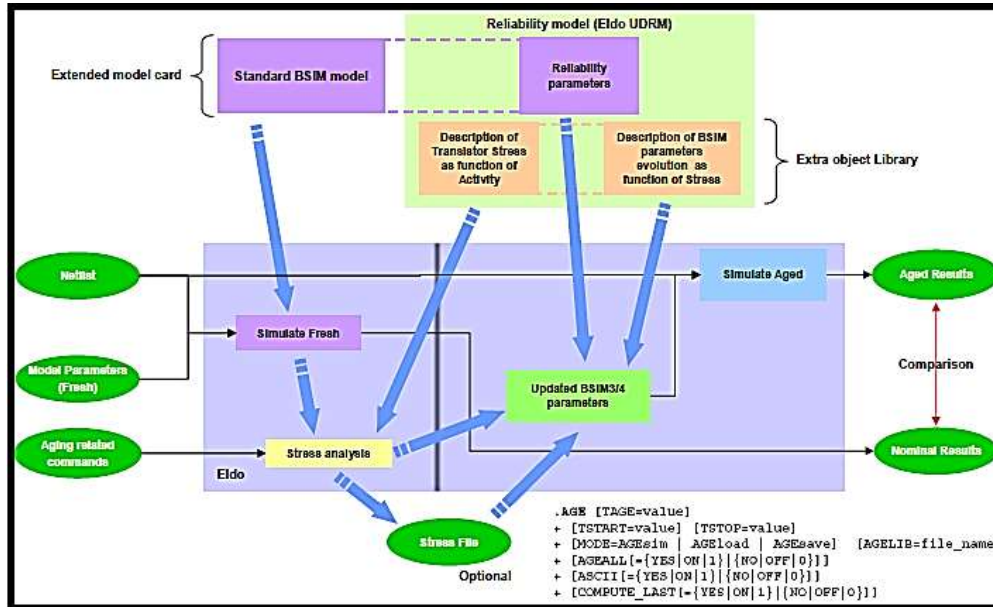 Reliability model (Eldo UDRM)
Extended model card
Standard BSIM model
Reliability
parameters
Description of
Transistor Stress
as function of
Activity
Description of BSIM
parameters
evolution as
function of Stress
Extra object Library
Netlist
Simulate Aged
Aged Results
Simulate Fresh
Model Parameters
(Fresh)
Updated BSIM3/4
parameters
Comparison
Aging related
commands
Stress analysis
Nominal Results
Eldo
Stress File
Optional
.AGE [TAGE=value]
+ [TSTART=value] [TSTOP=value]
+ [MODE=AGEsim | AGEload | AGEsave] [AGELIB=file_name
+ [AGEALL[={YES|ON|1}|{NO|OFF|0}]]
+ [ASCII[={YES|ON|1}|{NO|OFF|0}]]
+ [COMPUTE_LAST[={YES|ON|1}|{NO|OFF|0}]]